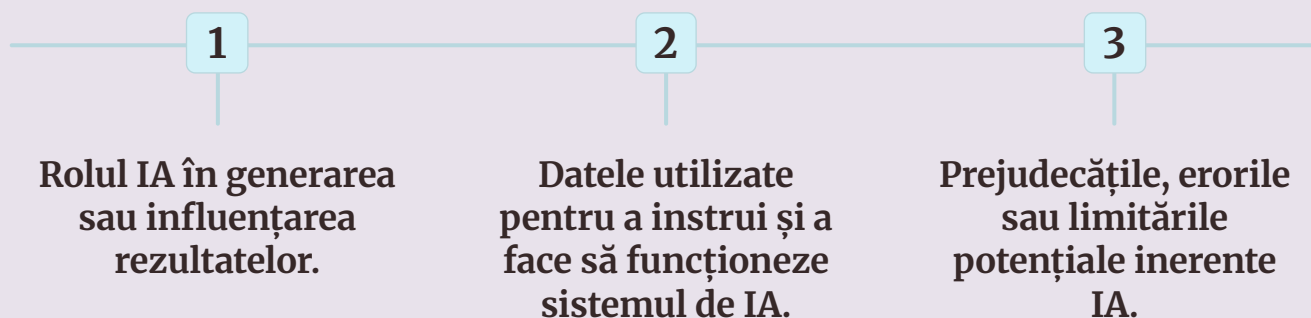 1
Rolul IA în generarea
sau influențarea
rezultatelor.
2
Datele utilizate
pentru a instrui și a
face să funcționeze
sistemul de IA.
3
Prejudecățile, erorile
sau limitările
potențiale inerente
IA.